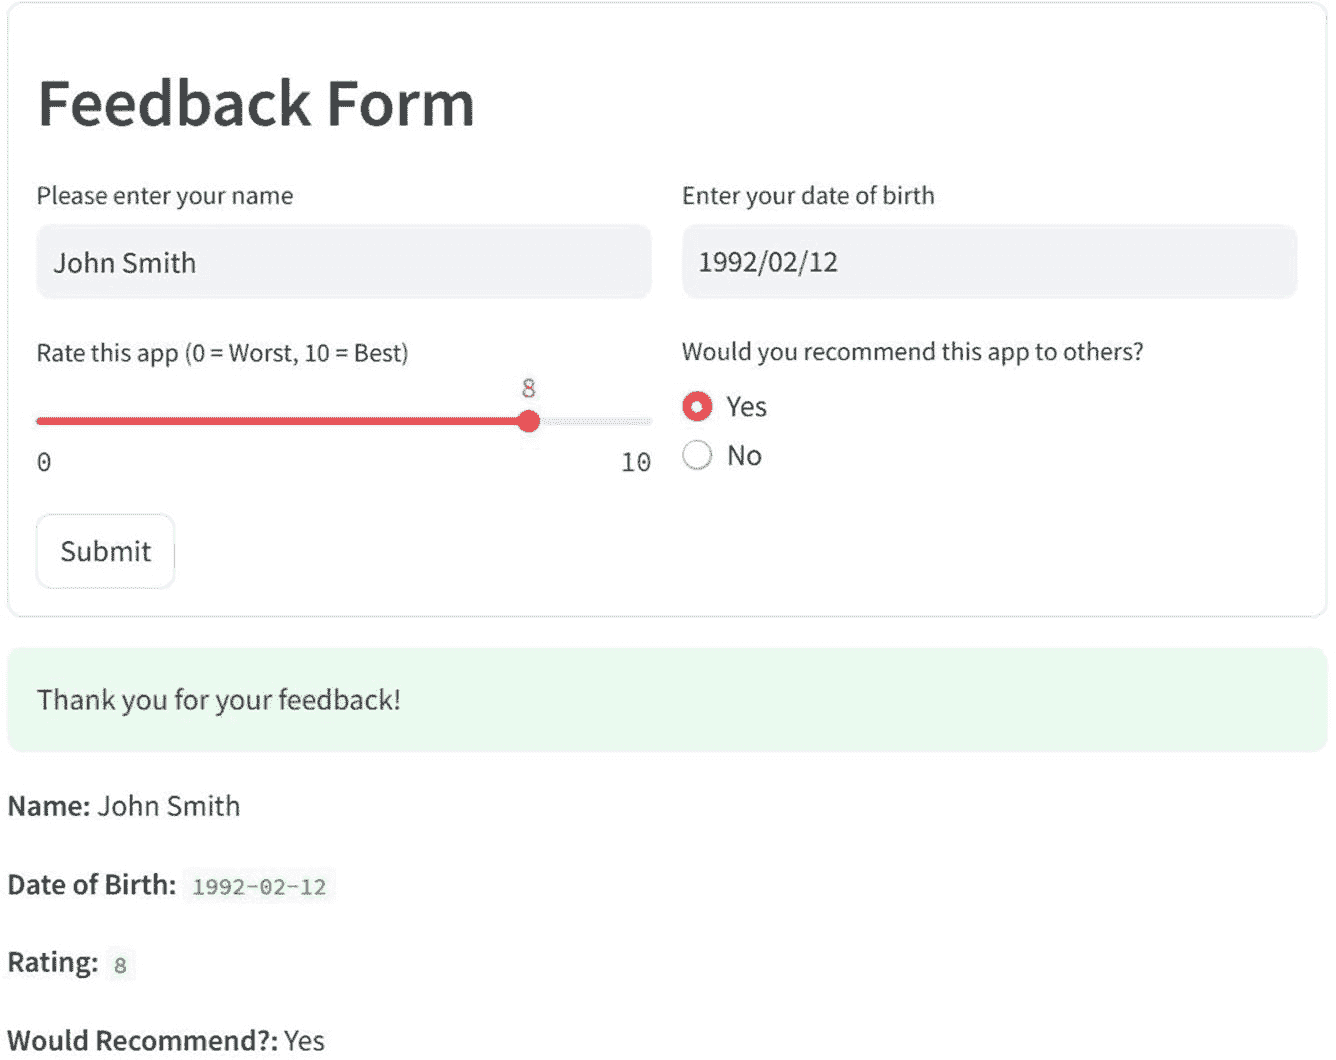 Feedback Form
Please enter your name
Enter your date of birth
John Smith
1992/02/12
Rate this app (0 = Worst, 10 = Best)
Would you recommend this app to others?
8
Yes
0
10
No
Submit
Thank you for your feedback!
Name: John Smith
Date of Birth: 1992-02-12
Rating: 8
Would Recommend?: Yes